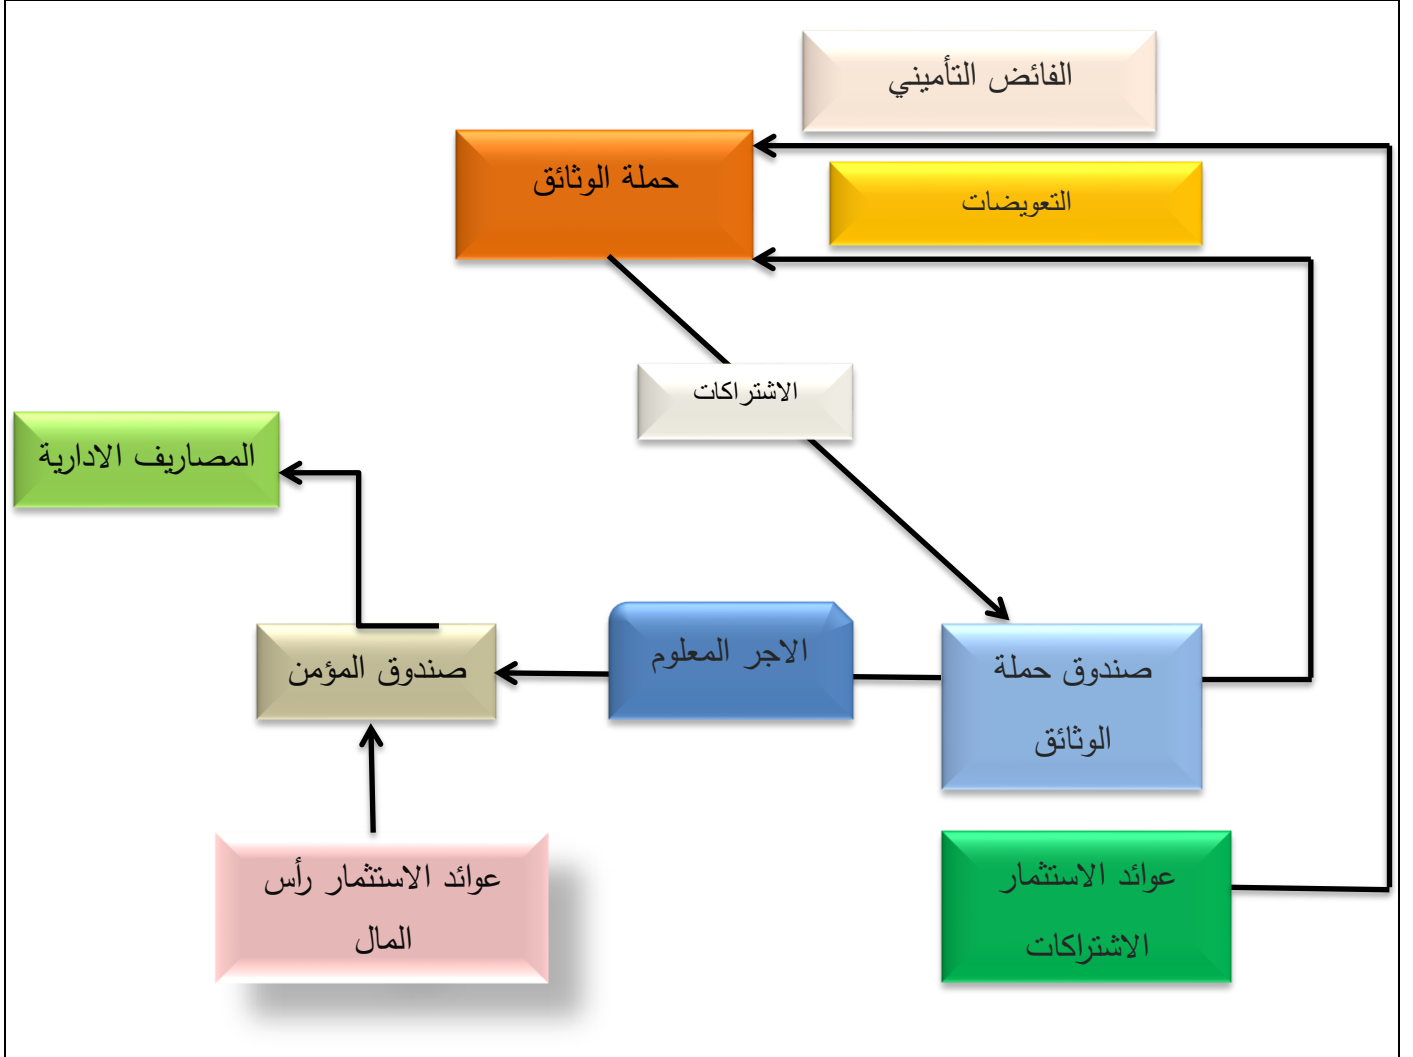 الفائض التأميني
حملة الوثائق
التعويضات
الاشتراكات
المصاريف الادارية
الاجر المعلوم
صندوق حملة
الوثائق
صندوق المؤمن
عوائد الاستثمار
الاشتراكات
عوائد الاستثمار رأس
المال